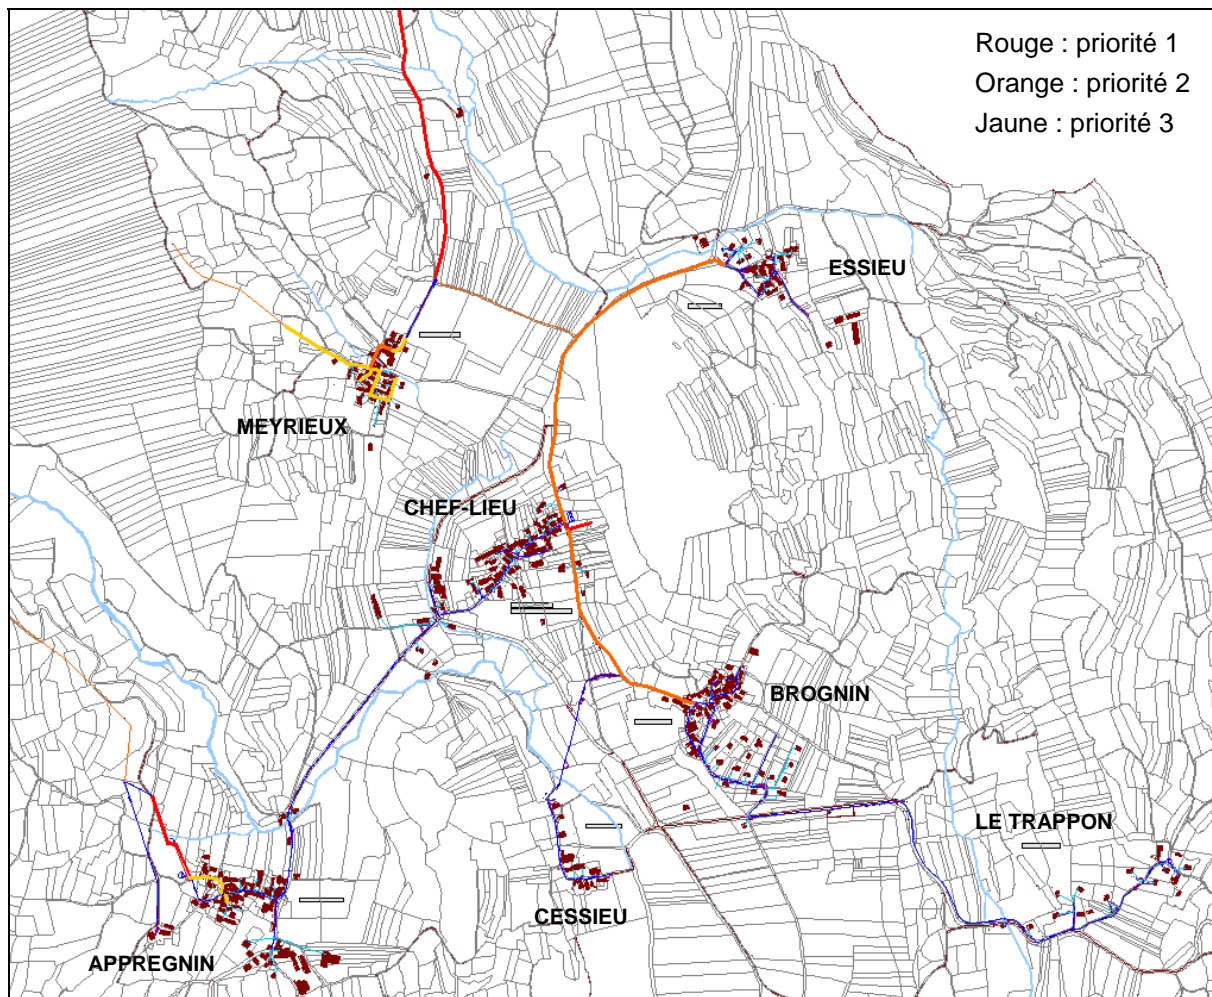 Rouge : priorité 1
Orange : priorité 2
Jaune : priorité 3
ESSIEU
MEYRIEUX
CHEF-LIEU
BROGNIN
LE TRAPPON
CESSIEU
APPREGNIN